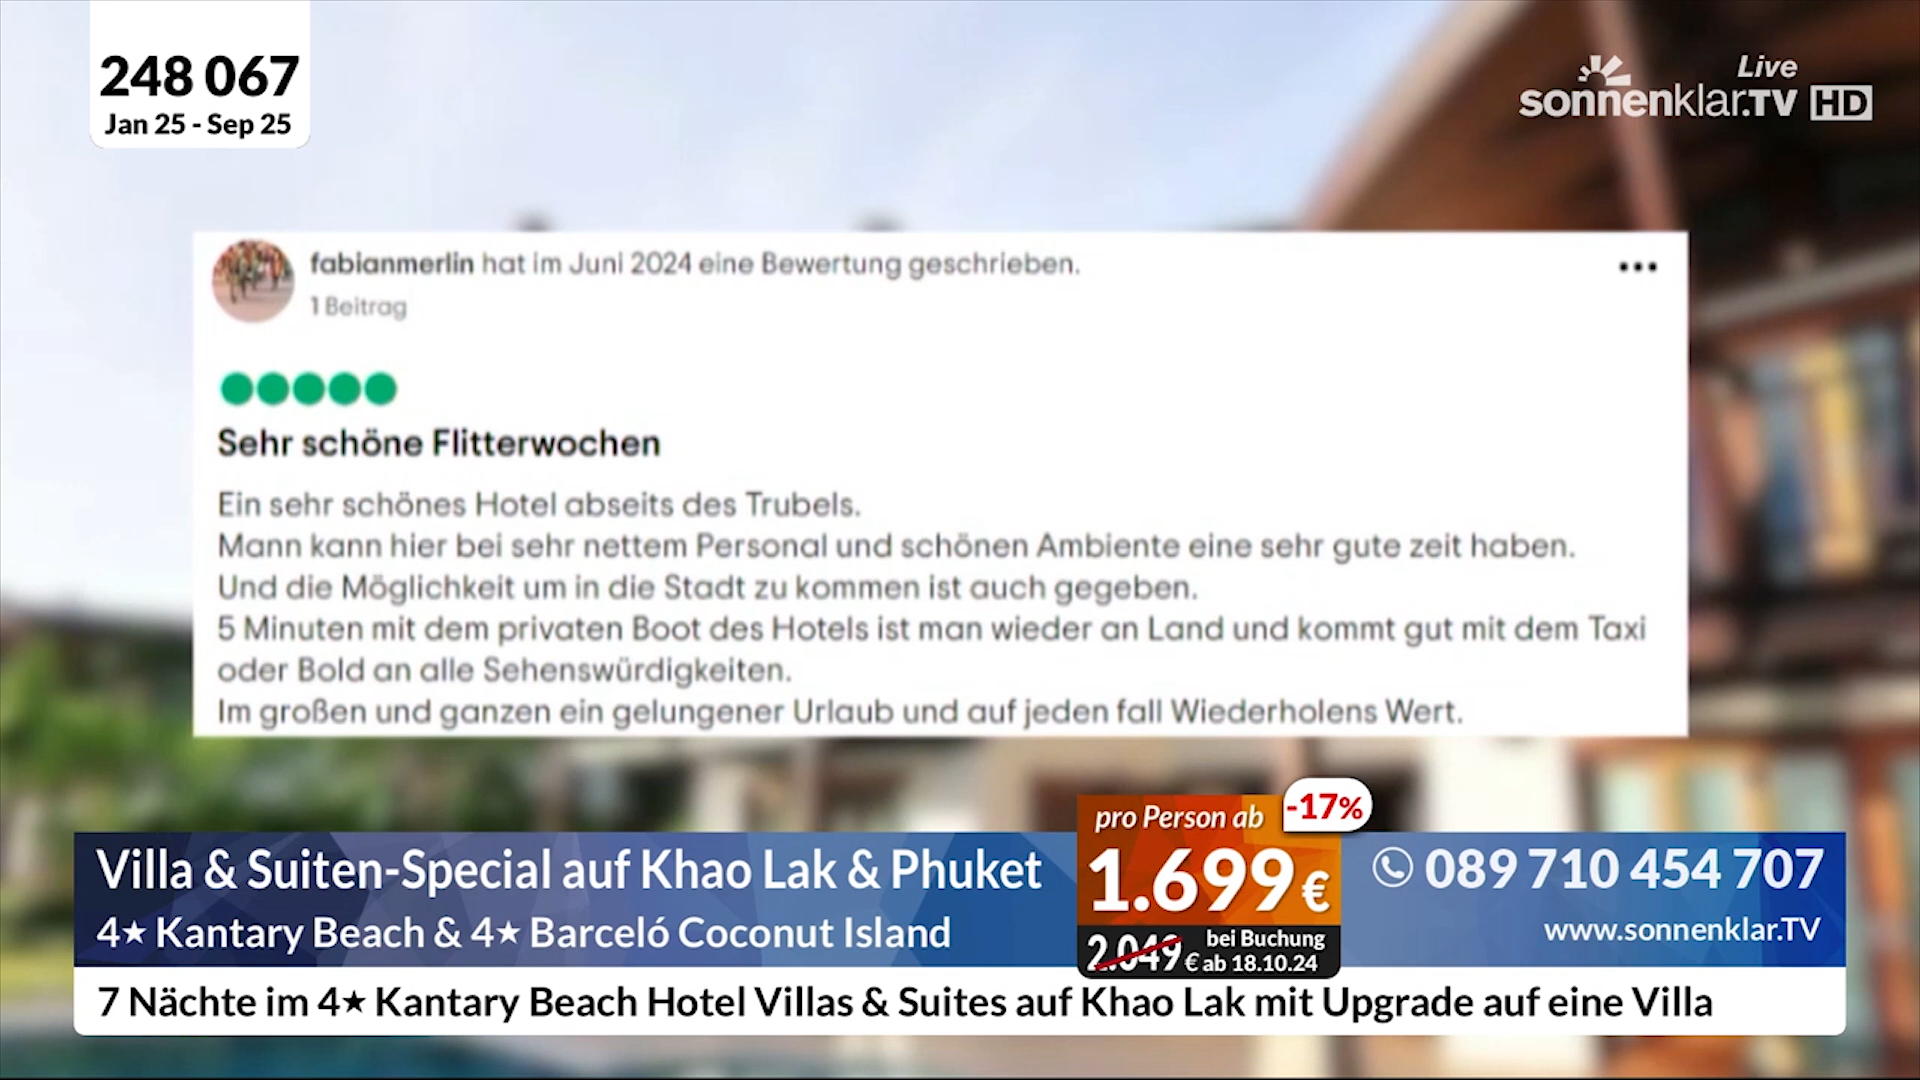 248 067
Jan 25 - Sep 25
Live
sonnenklar.TV HD
fabianmerlin hat im Juni 2024 eine Bewertung geschrieben.
1 Beitrag
Sehr schöne Flitterwochen
Ein sehr schönes Hotel abseits des Trubels.
Mann kann hier bei sehr nettem Personal und schönen Ambiente eine sehr gute zeit haben.
Und die Möglichkeit um in die Stadt zu kommen ist auch gegeben.
5 Minuten mit dem privaten Boot des Hotels ist man wieder an Land und kommt gut mit dem Taxi
oder Bold an alle Sehenswürdigkeiten.
Im großen und ganzen ein gelungener Urlaub und auf jeden fall Wiederholens Wert.
Villa & Suiten-Special auf Khao Lak & Phuket
4★ Kantary Beach & 4★ Barceló Coconut Island
pro Person ab
-17%
1.699 €
2.049 € bei Buchung
ab 18.10.24
089 710 454 707
www.sonnenklar.TV
7 Nächte im 4★ Kantary Beach Hotel Villas & Suites auf Khao Lak mit Upgrade auf eine Villa